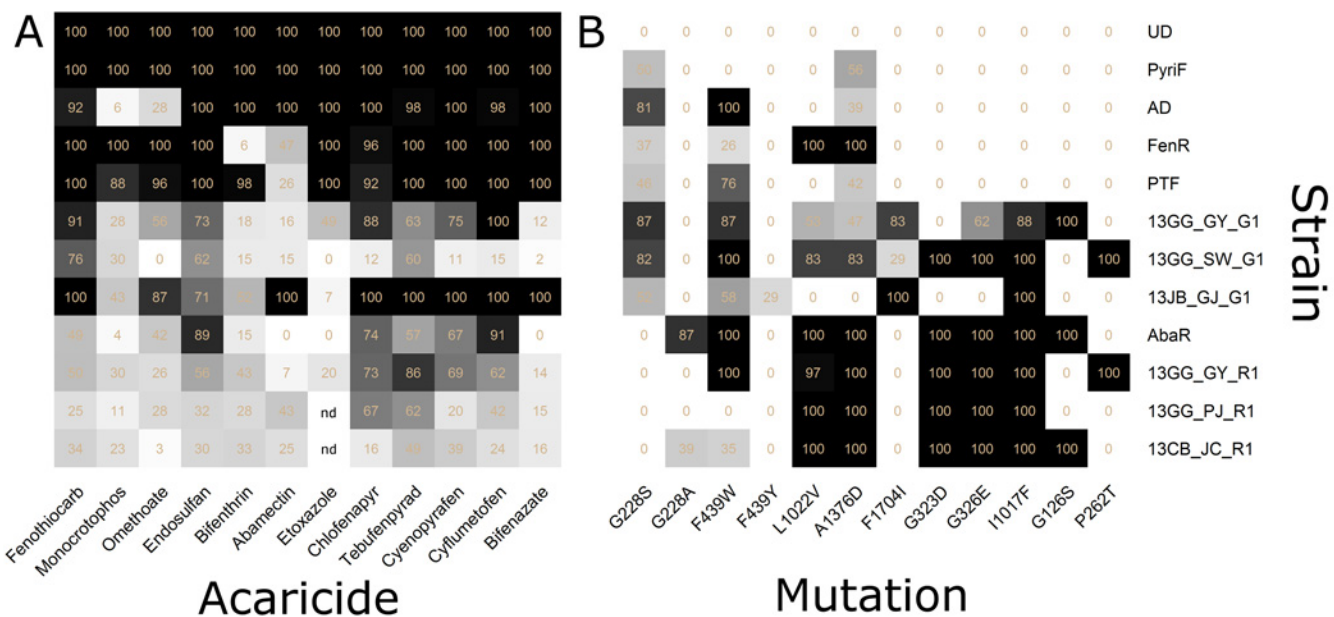 A B
100 100 100 100 100 100 100 100 100 100 100 100 0 0 0 0 0 0 0 0 0 0 0 0 UD
100 100 100 100 100 100 100 100 100 100 100 100 0 0 0 56 0 0 0 0 0 0 PyriF
92 6 28 100 100 100 100 100 98 100 98 100 81 0 100 0 0 39 0 0 0 0 0 0 AD
100 100 100 100 6 47 100 96 100 100 100 100 37 0 26 0 100 100 0 0 0 0 0 0 FenR
100 88 96 100 98 26 100 92 100 100 100 100 46 0 76 0 0 42 0 0 0 0 0 0 PTF
91 28 56 73 18 16 88 63 75 100 12 87 0 87 0 47 83 0 62 88 100 0 13GG_GY_G1
76 30 0 62 15 15 0 12 60 11 15 2 82 0 100 0 83 83 29 100 100 100 0 100 13GG_SW_G1
100 43 87 71 100 7 100 100 100 100 100 0 58 29 0 0 100 0 0 100 0 0 13JB_GJ_G1
4 42 89 15 0 0 74 57 67 91 0 0 87 100 0 100 100 0 100 100 100 100 0 AbaR
30 26 56 43 7 20 73 86 69 62 14 0 0 100 0 97 100 0 100 100 100 0 100 13GG_GY_R1
25 11 28 32 28 43 nd 67 62 20 42 15 0 0 0 0 100 100 0 100 100 100 0 0 13GG_PJ_R1
34 23 3 30 33 25 nd 16 39 24 16 0 39 35 0 100 100 0 100 100 100 100 0 13CB_JC_R1
Fenothiocarb Monocrotophos Omethoate Endosulfan Bifenthrin Abamectin Etoxazole Chlofenapyr Tebufenpyrad Cyenopyrafen Cyflumetofen Bifenazate G228S G228A F439W F439Y L1022V A1376D F1704I G323D G326E I1017F G126S P262T
Acaricide Mutation
Strain